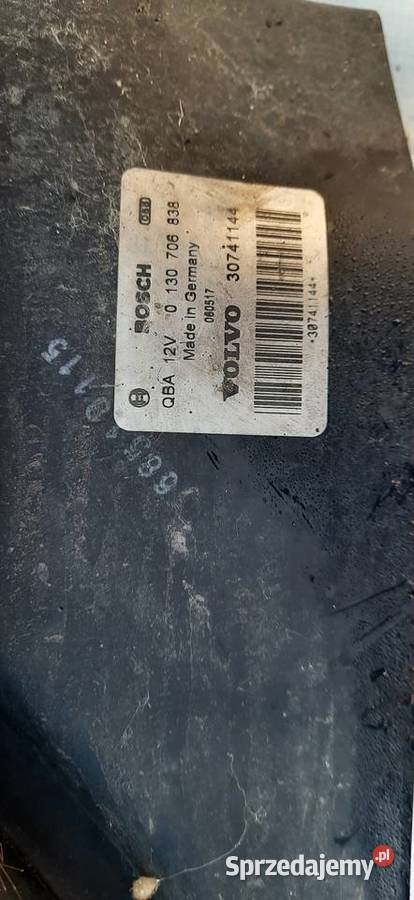 BOSCH
QBA 12V 0 130 706 838
Made in Germany
060517
VOLVO 30741144
*30741144*
Sprzedajemy.pl